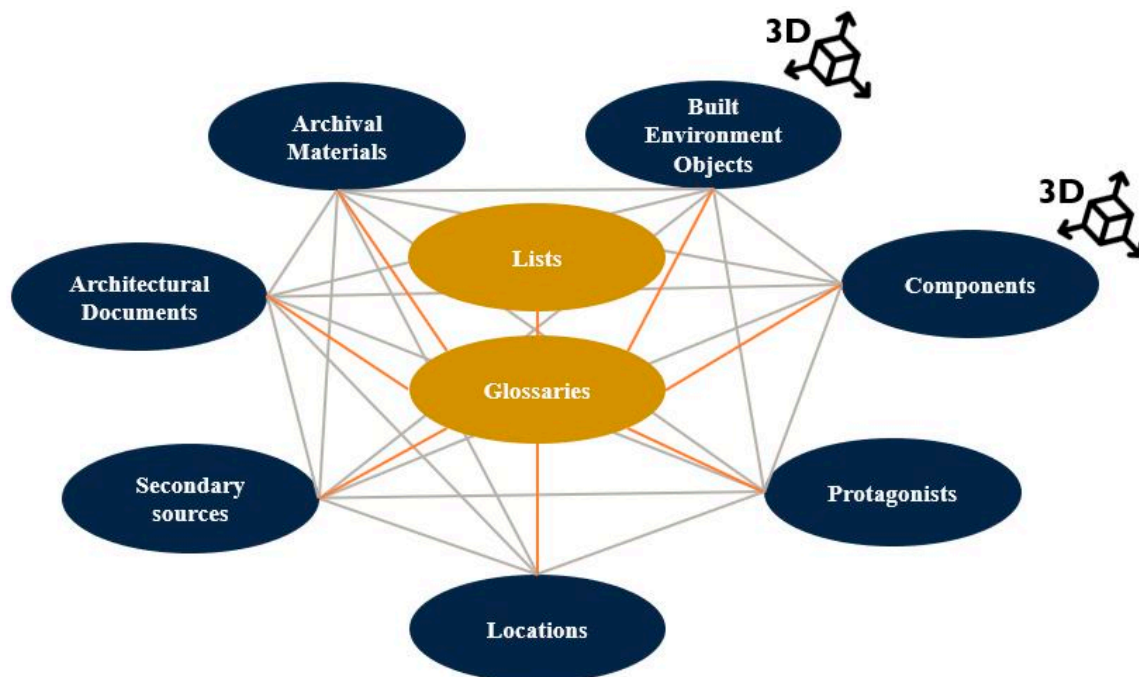 3D
Built
Environment
Objects
Archival
Materials
3D
Lists
Architectural
Documents
Components
Glossaries
Secondary
sources
Protagonists
Locations